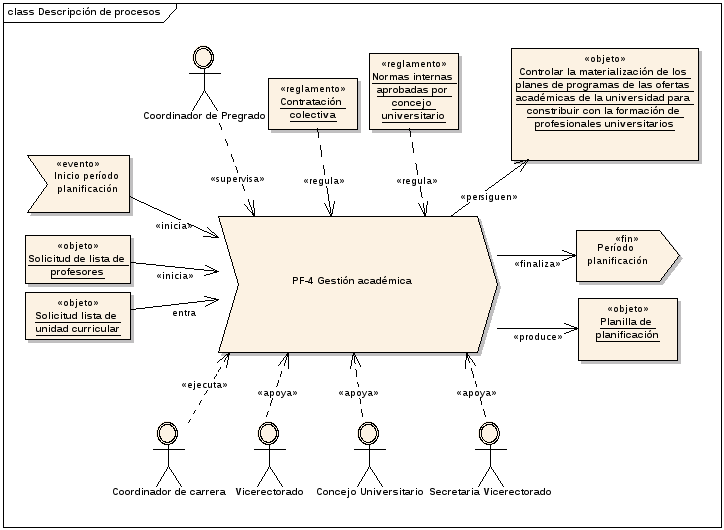 class Descripción de procesos
Coordinador de Pregrado
«reglamento»
Contratación
colectiva
«reglamento»
Normas internas
aprobadas por
concejo
universitario
«objeto»
Controlar la materialización de los
planes de programas de las ofertas
académicas de la universidad para
constribuir con la formación de
profesionales universitarios
«evento»
Inicio período
planificación
«supervisa»
«regula»
«regula»
«persiguen»
«inicia»
«objeto»
Solicitud de lista de
profesores
«inicia»
«objeto»
Solicitud lista de
unidad curricular
entra
PF-4 Gestión académica
«finaliza»
«fin»
Período
planificación
«produce»
«objeto»
Planilla de
planificación
«ejecuta»
«apoya»
«apoya»
«apoya»
Coordinador de carrera
Vicerectorado
Concejo Universitario
Secretaria Vicerectorado